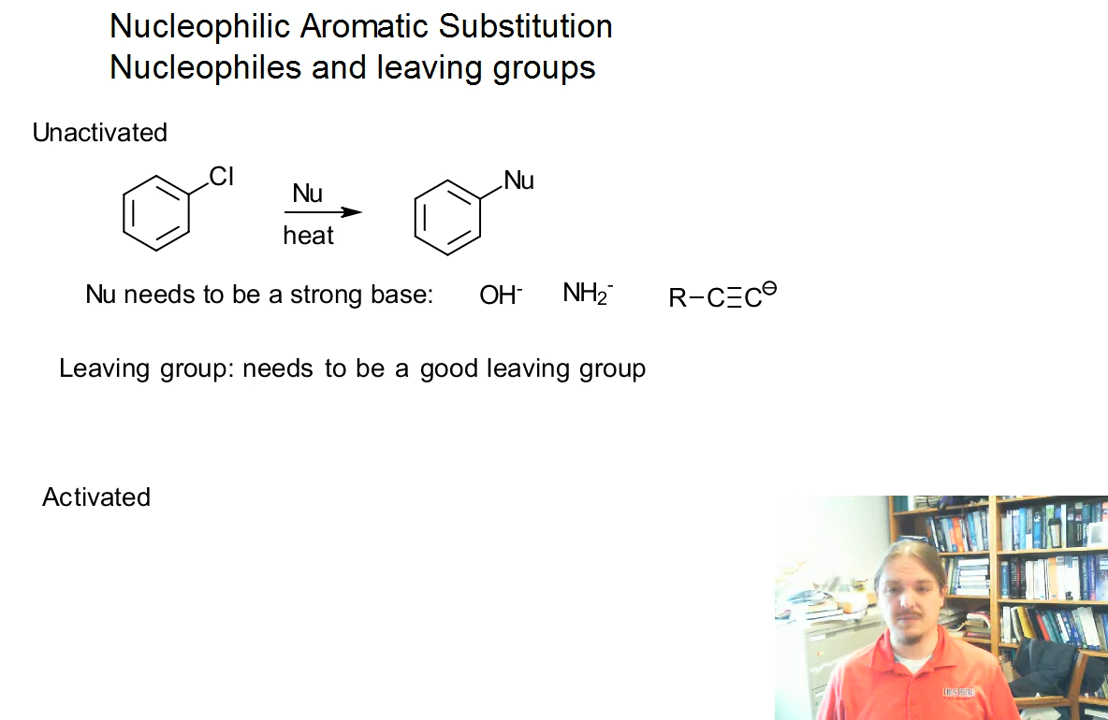 Nucleophilic Aromatic Substitution
Nucleophiles and leaving groups
Unactivated
Cl
Nu
heat
Nu
Nu needs to be a strong base: OH⁻ NH₂⁻ R–C≡C⊖
Leaving group: needs to be a good leaving group
Activated